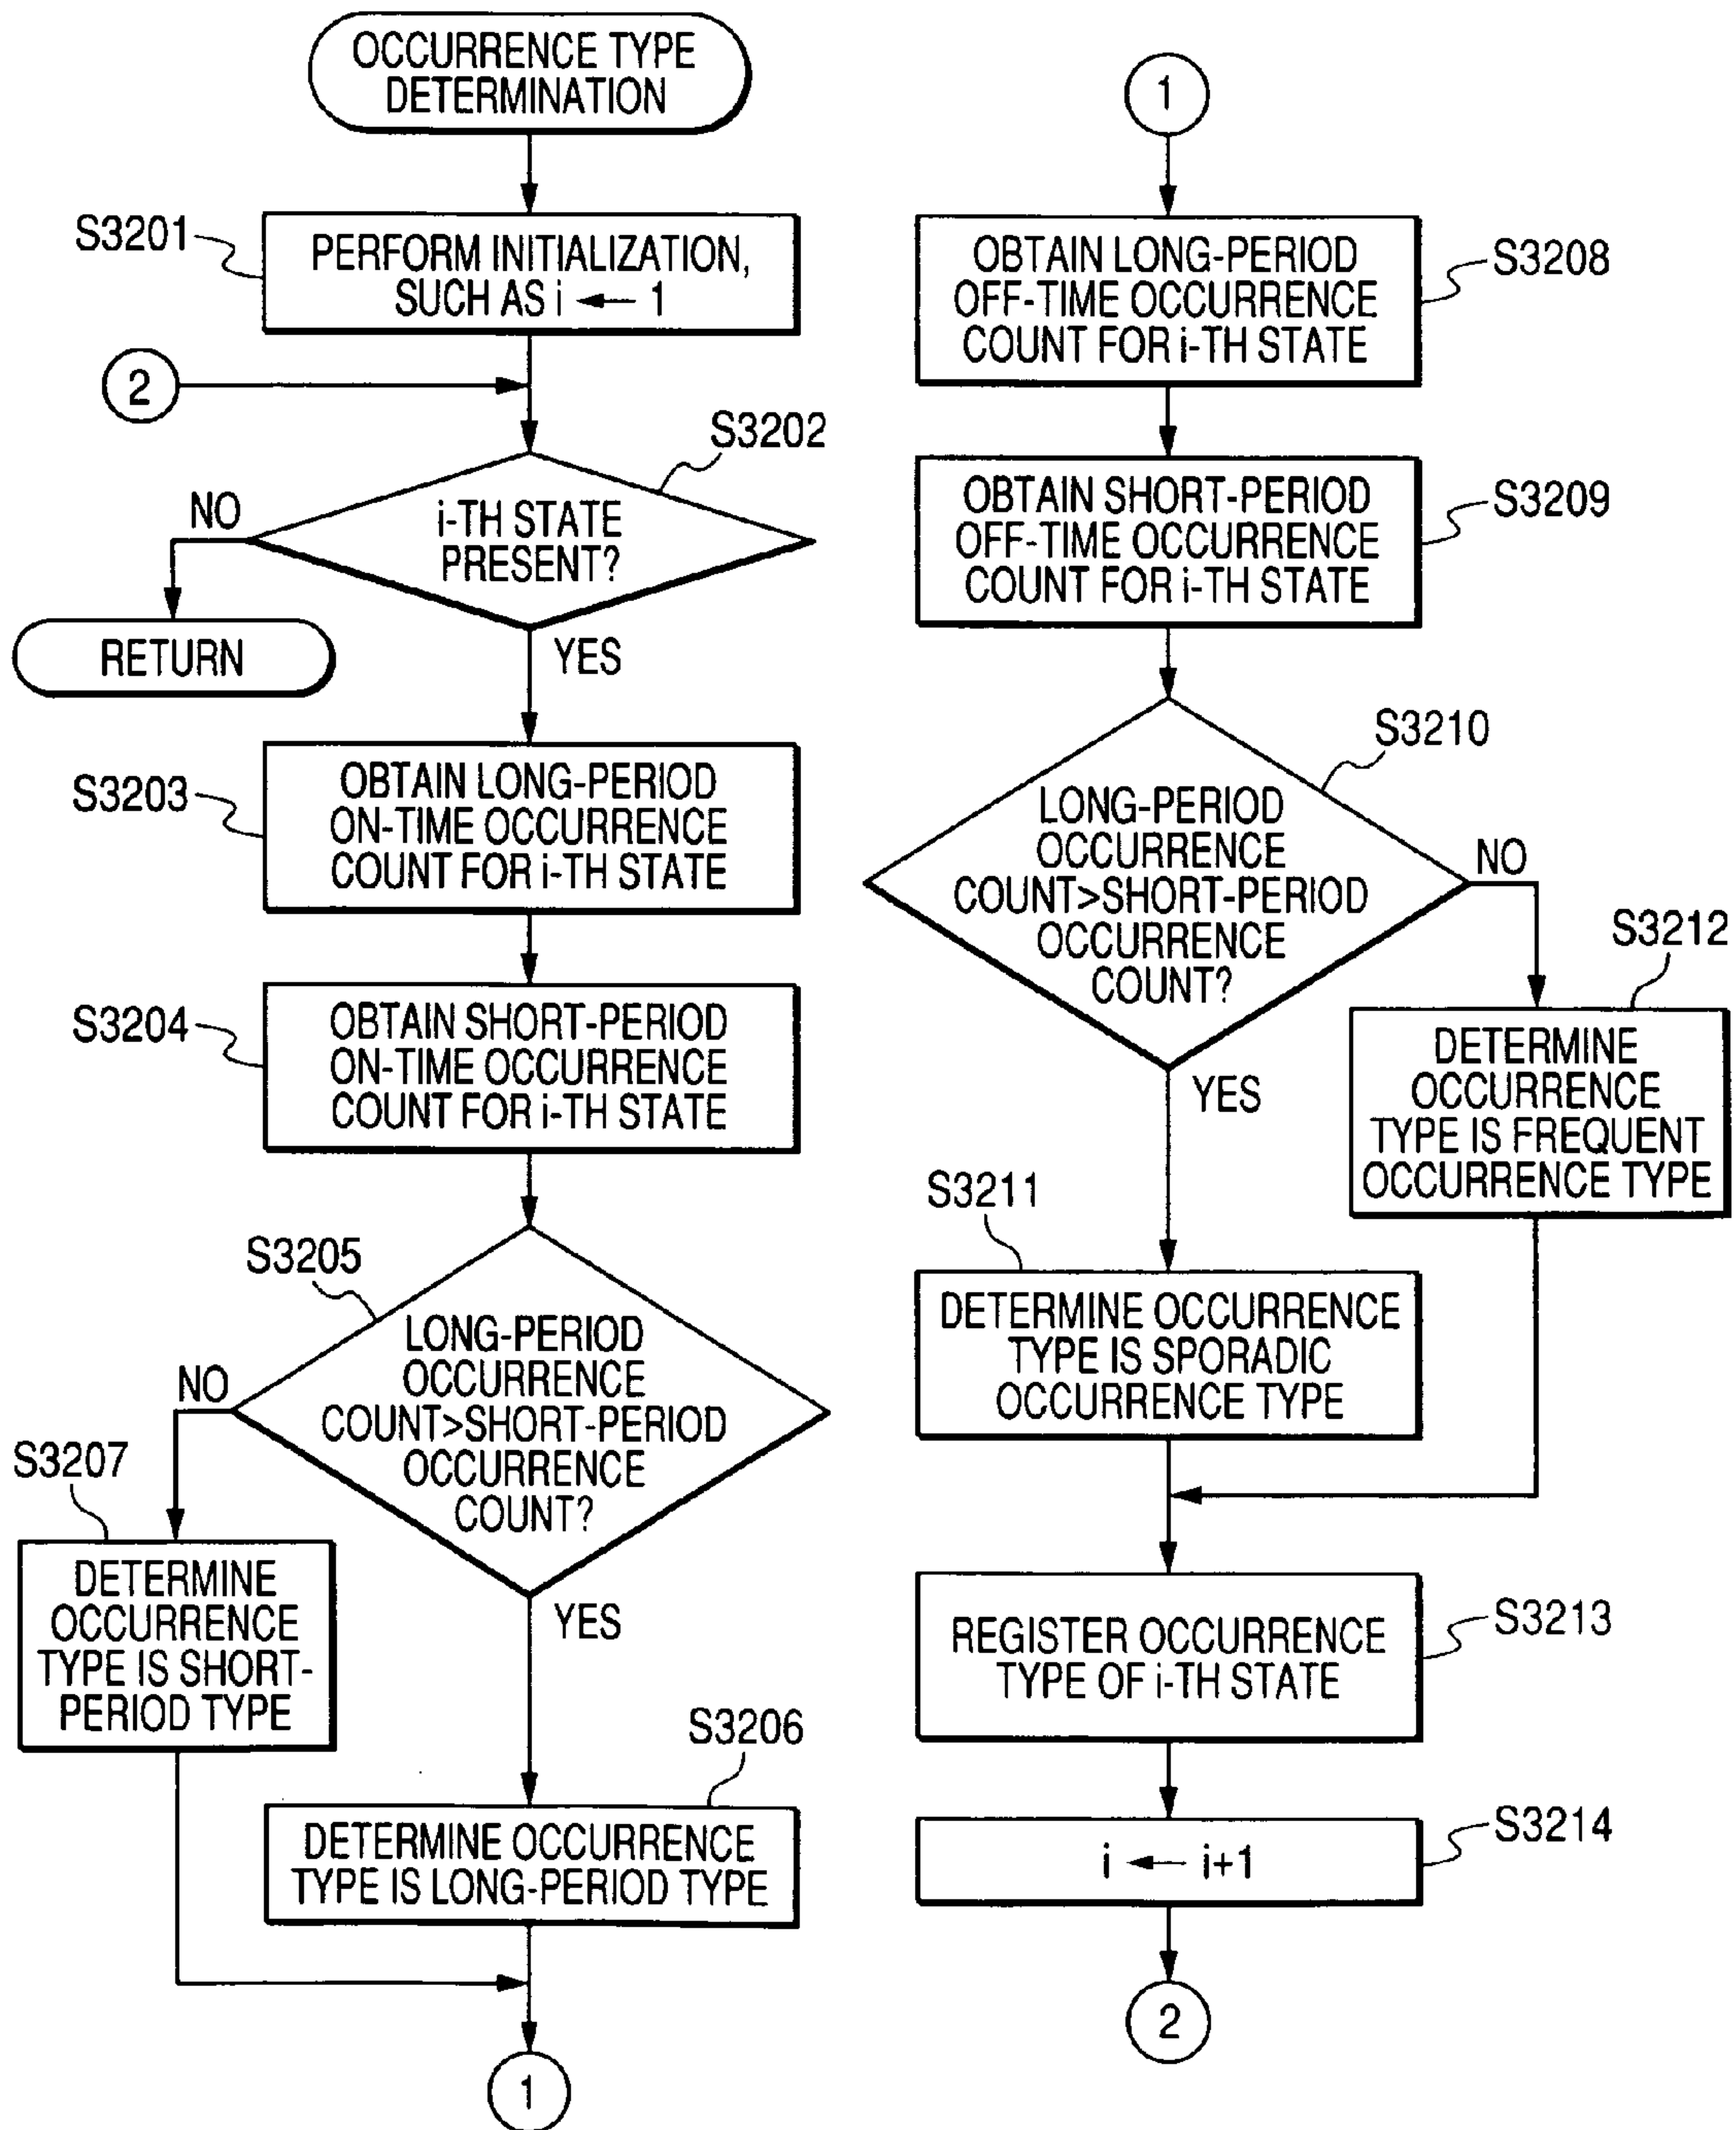 OCCURRENCE TYPE
DETERMINATION
S3201
PERFORM INITIALIZATION,
SUCH AS i ← 1
2
S3202
i-TH STATE
PRESENT?
NO
RETURN
YES
S3203
OBTAIN LONG-PERIOD
ON-TIME OCCURRENCE
COUNT FOR i-TH STATE
S3204
OBTAIN SHORT-PERIOD
ON-TIME OCCURRENCE
COUNT FOR i-TH STATE
S3205
LONG-PERIOD
OCCURRENCE
COUNT>SHORT-PERIOD
OCCURRENCE
COUNT?
NO
S3207
DETERMINE
OCCURRENCE
TYPE IS SHORT-
PERIOD TYPE
YES
S3206
DETERMINE OCCURRENCE
TYPE IS LONG-PERIOD TYPE
1
1
OBTAIN LONG-PERIOD
OFF-TIME OCCURRENCE
COUNT FOR i-TH STATE
S3208
OBTAIN SHORT-PERIOD
OFF-TIME OCCURRENCE
COUNT FOR i-TH STATE
S3209
S3210
LONG-PERIOD
OCCURRENCE
COUNT>SHORT-PERIOD
OCCURRENCE
COUNT?
NO
S3212
DETERMINE
OCCURRENCE
TYPE IS FREQUENT
OCCURRENCE TYPE
YES
S3211
DETERMINE OCCURRENCE
TYPE IS SPORADIC
OCCURRENCE TYPE
REGISTER OCCURRENCE
TYPE OF i-TH STATE
S3213
i ← i+1
S3214
2